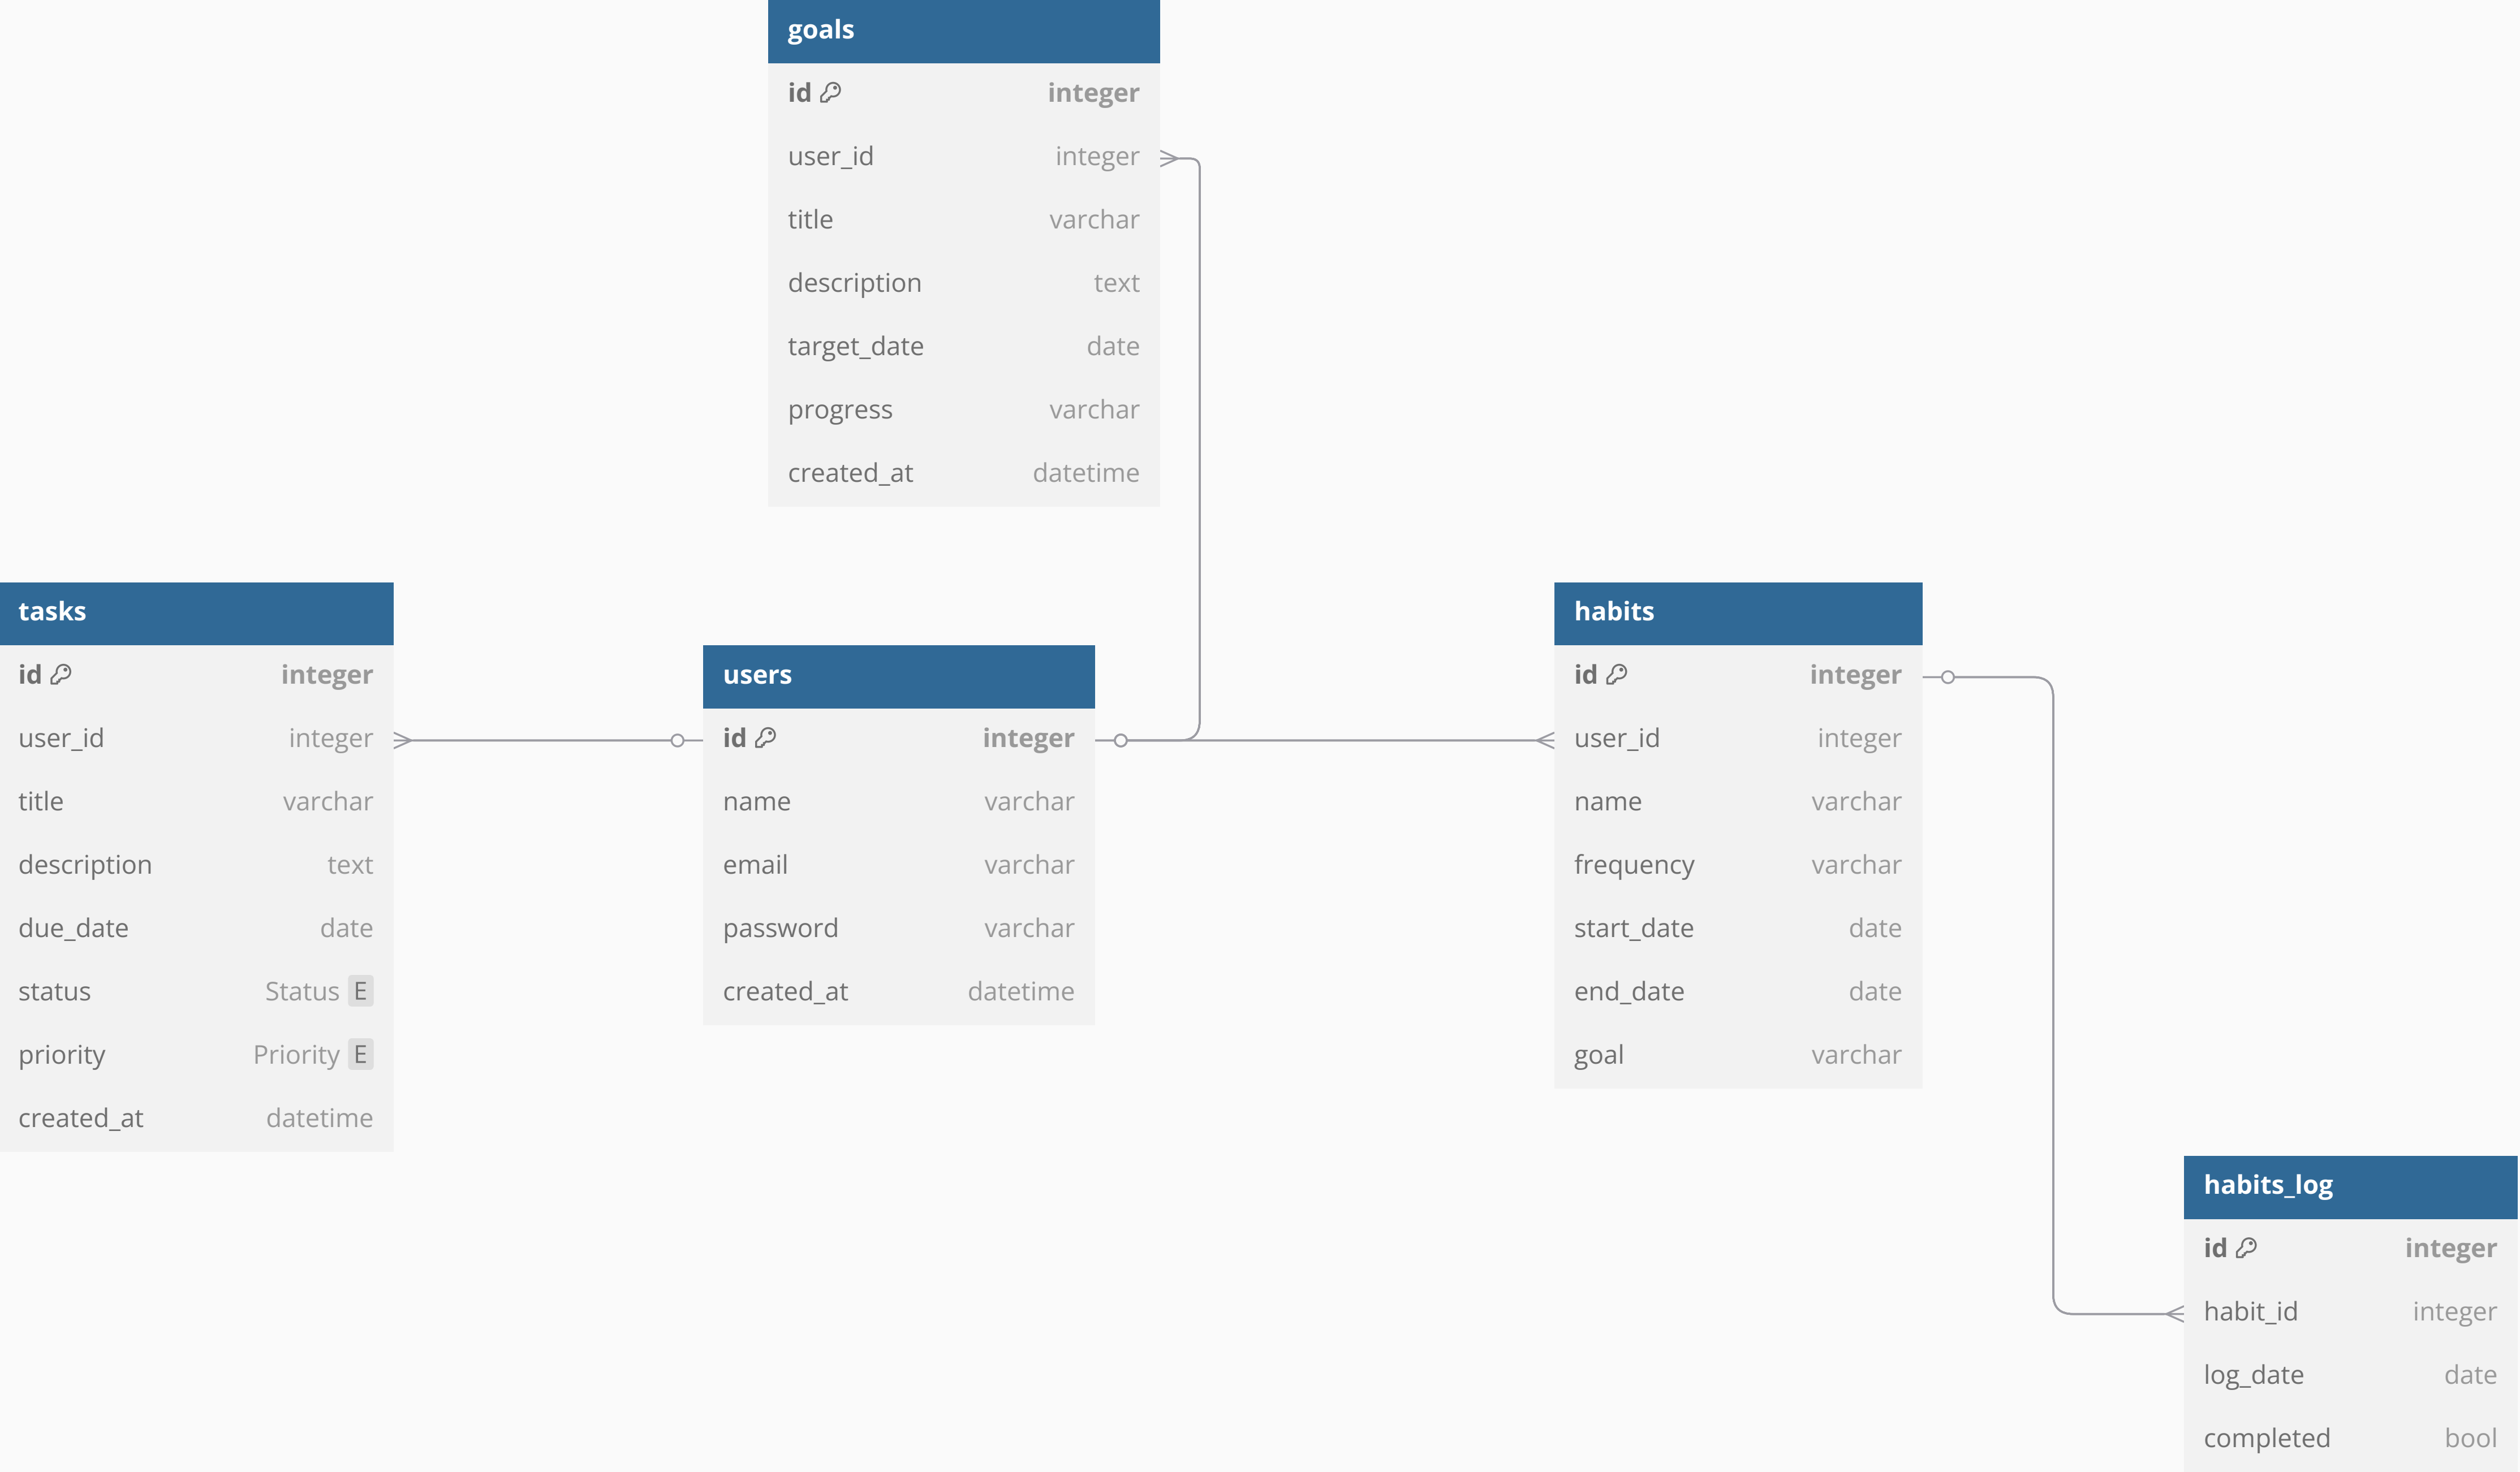 goals
id integer
user_id integer
title varchar
description text
target_date date
progress varchar
created_at datetime
tasks
id integer
user_id integer
title varchar
description text
due_date date
status Status E
priority Priority E
created_at datetime
users
id integer
name varchar
email varchar
password varchar
created_at datetime
habits
id integer
user_id integer
name varchar
frequency varchar
start_date date
end_date date
goal varchar
habits_log
id integer
habit_id integer
log_date date
completed bool